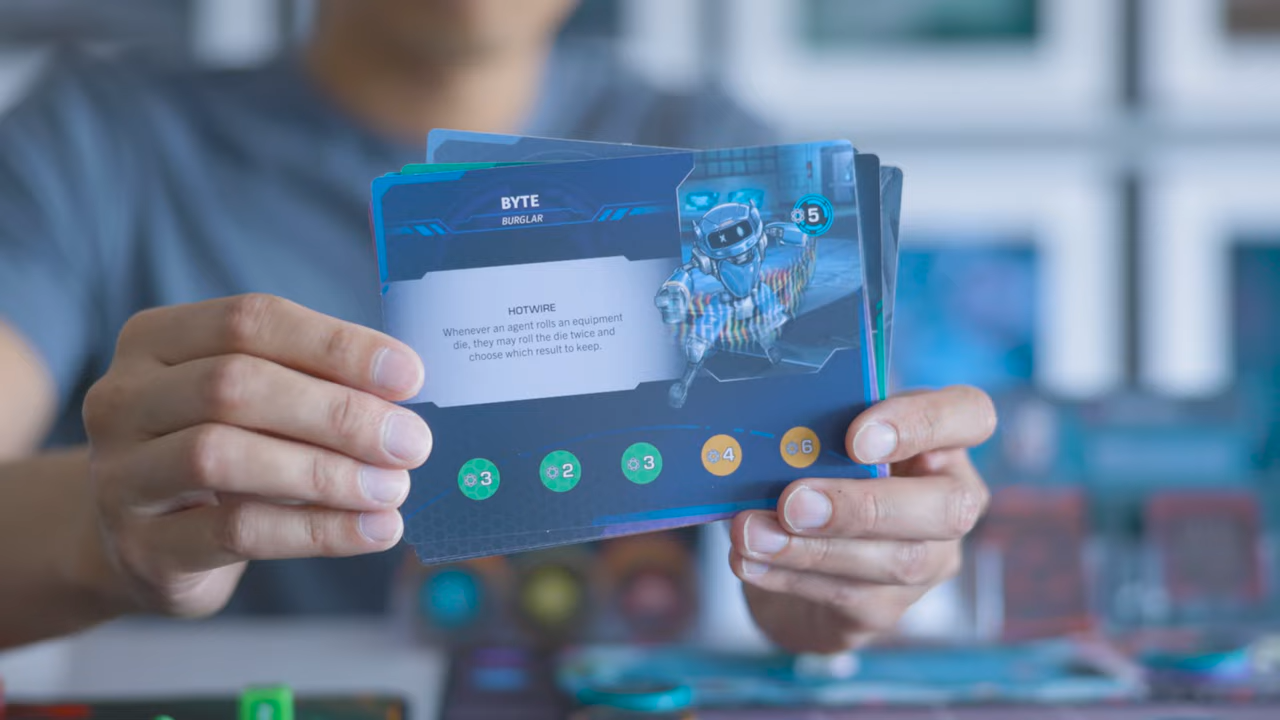 BYTE
BURGLAR
5
HOTWIRE
Whenever an agent rolls an equipment
die, they may roll the die twice and
choose which result to keep.
3 2 3 4 6